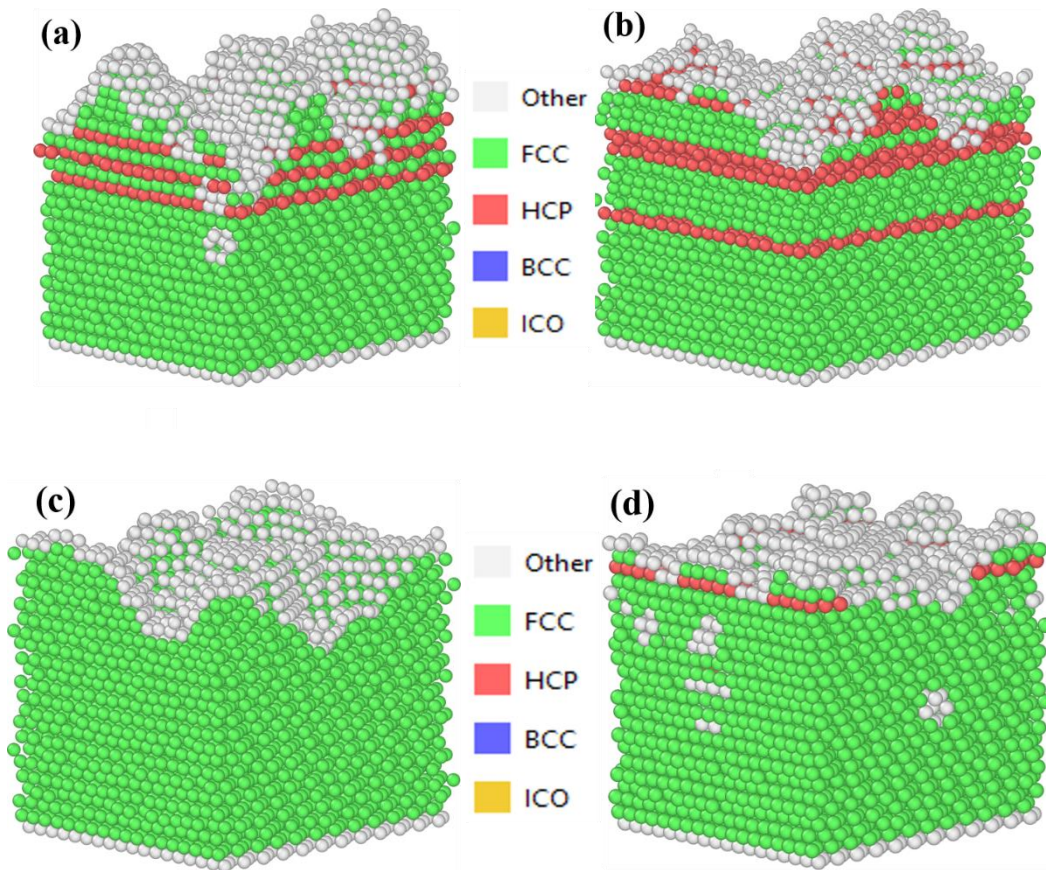 (a)
(b)
Other
FCC
HCP
BCC
ICO
(c)
(d)
Other
FCC
HCP
BCC
ICO